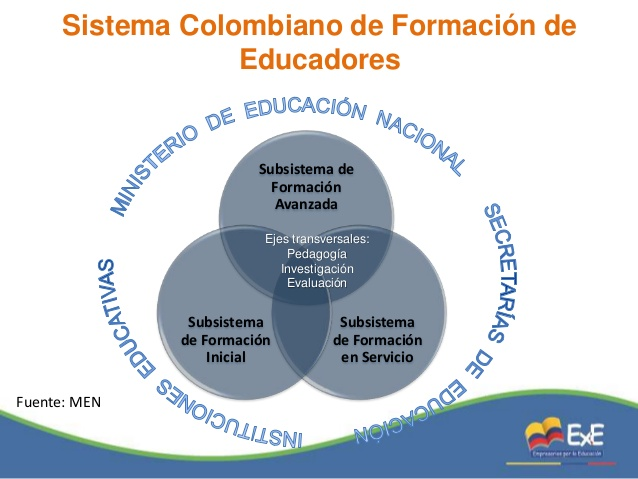 Sistema Colombiano de Formación de
Educadores
MINISTERIO DE EDUCACIÓN NACIONAL
SECRETARÍAS DE EDUCACIÓN
INSTITUCIONES EDUCATIVAS
Subsistema de
Formación
Avanzada
Ejes transversales:
Pedagogía
Investigación
Evaluación
Subsistema
de Formación
Inicial
Subsistema
de Formación
en Servicio
Fuente: MEN
ExE
Empresarios por la Educación